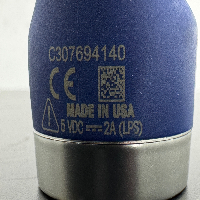 C307694140
CE
MADE IN USA
5 VDC ⎓ 2A (LPS)